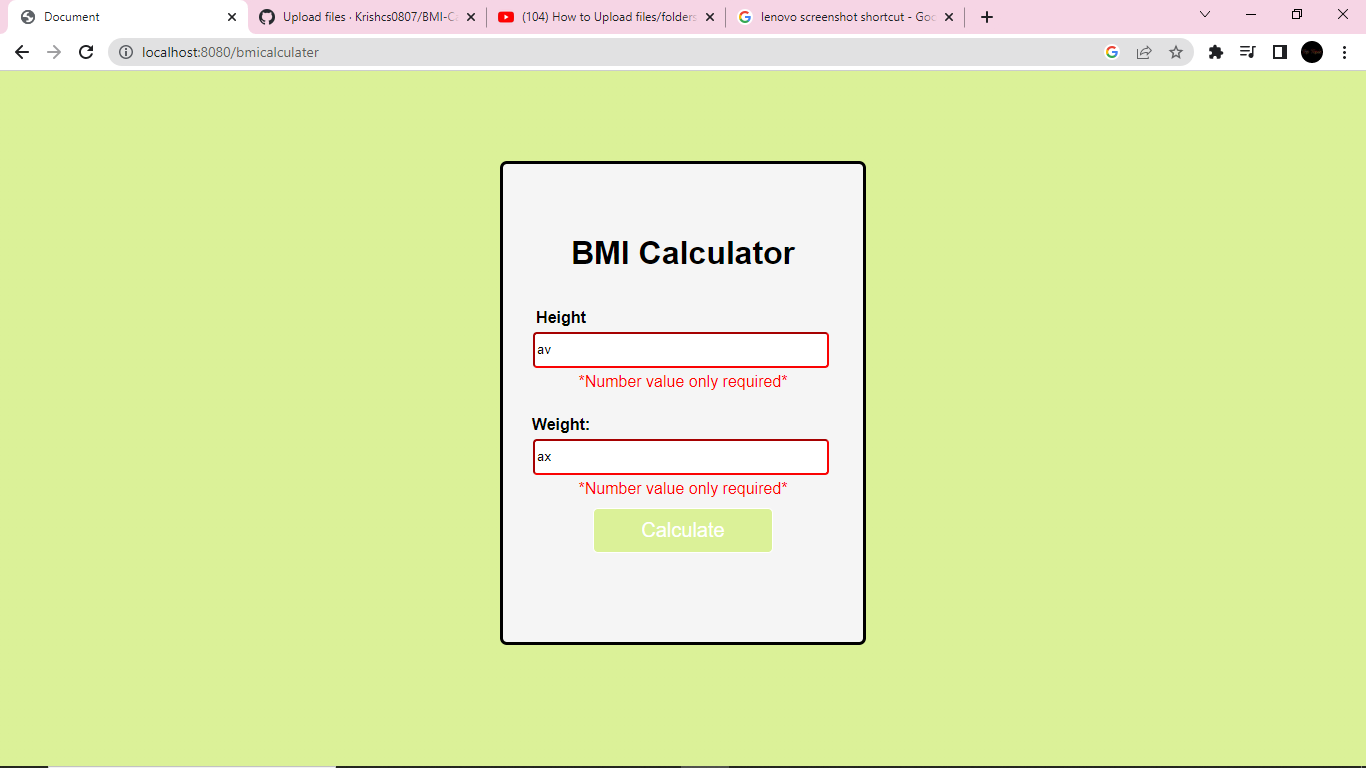 Document
Upload files · Krishcs0807/BMI-C
(104) How to Upload files/folders
lenovo screenshot shortcut - Goo
localhost:8080/bmicalculater
BMI Calculator
Height
av
*Number value only required*
Weight:
ax
*Number value only required*
Calculate